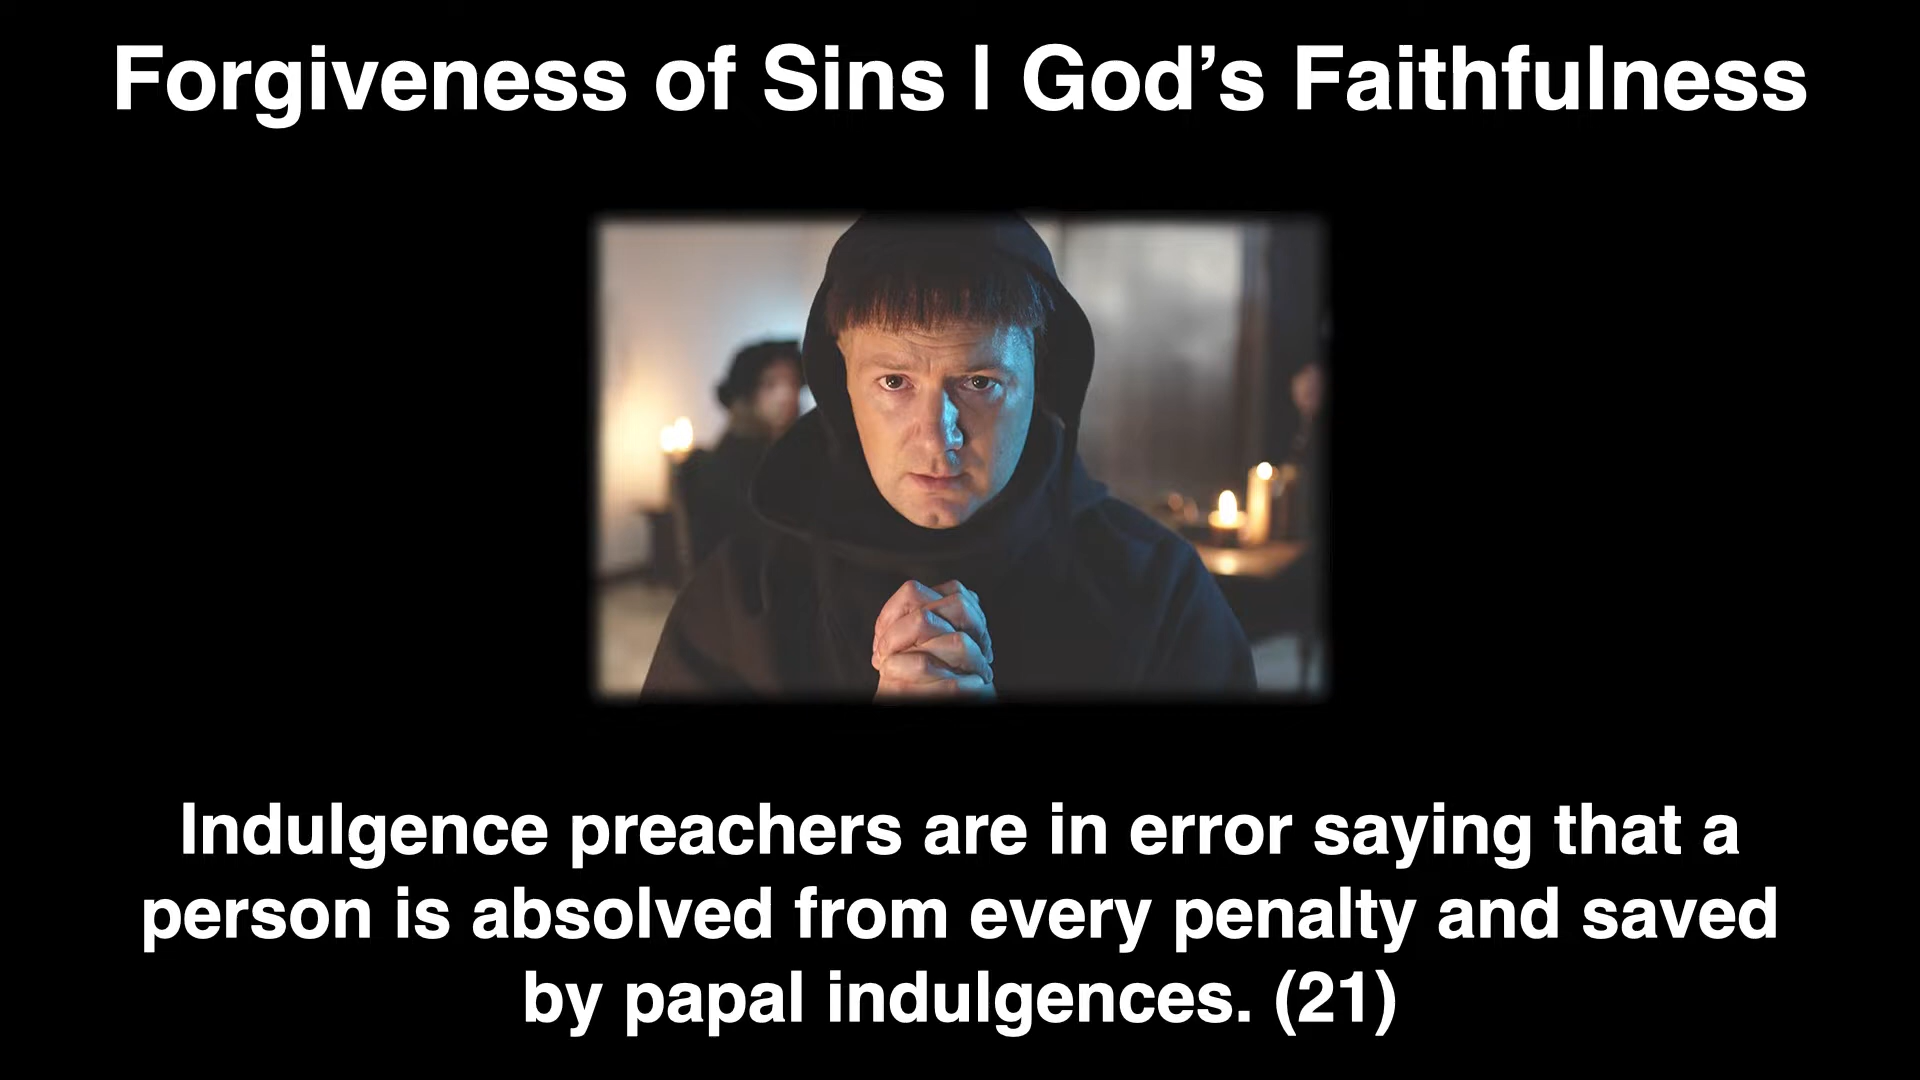 Forgiveness of Sins | God’s Faithfulness
Indulgence preachers are in error saying that a
person is absolved from every penalty and saved
by papal indulgences. (21)